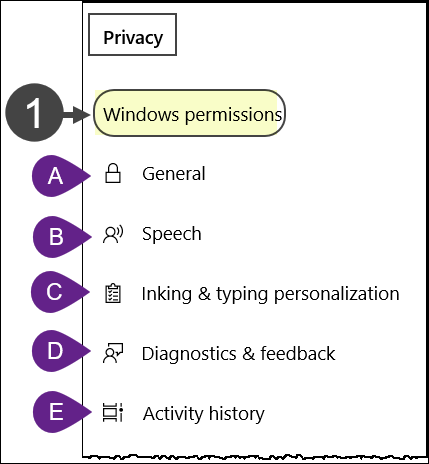 Privacy
1
Windows permissions
A
General
B
Speech
C
Inking & typing personalization
D
Diagnostics & feedback
E
Activity history